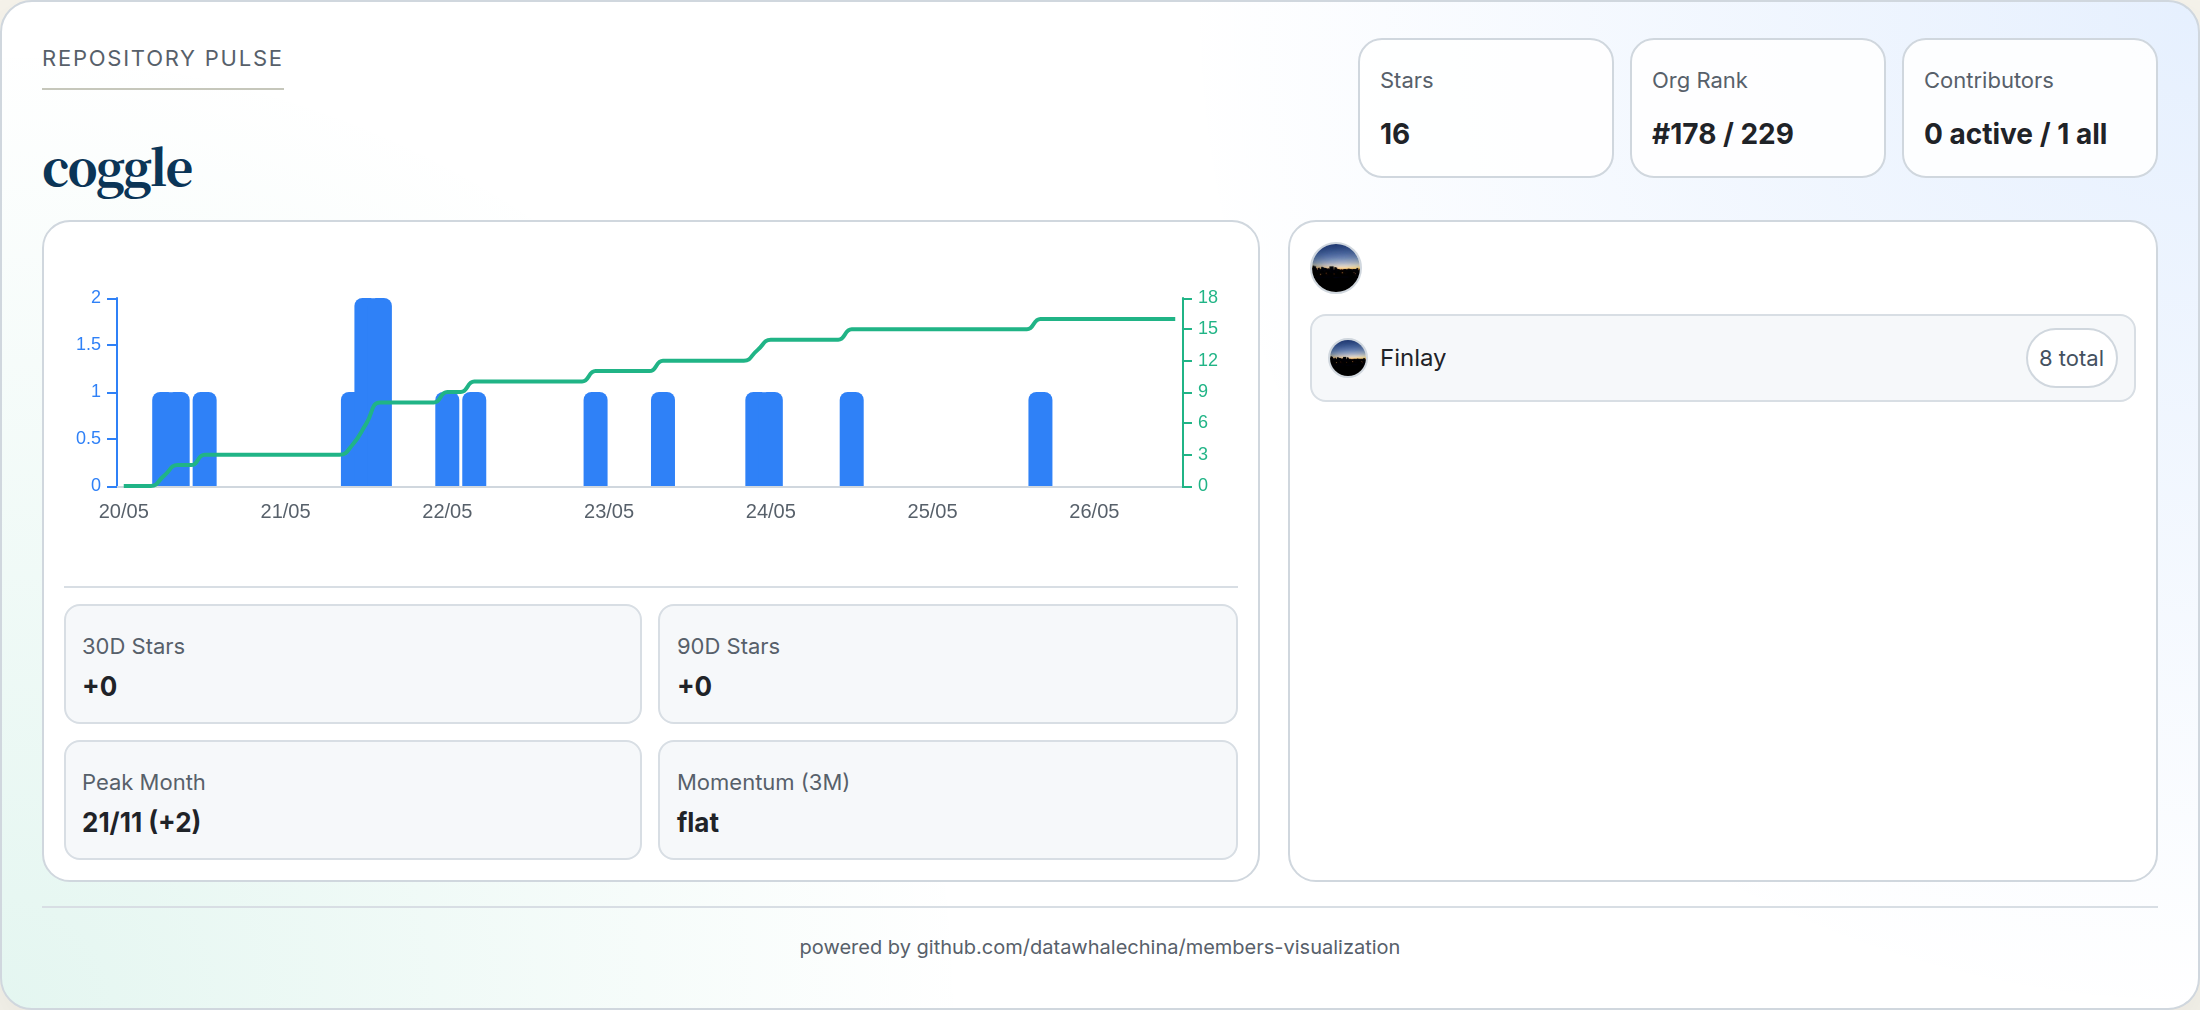 REPOSITORY PULSE
coggle
Stars
16
Org Rank
#178 / 229
Contributors
0 active / 1 all
2
1.5
1
0.5
0
18
15
12
9
6
3
0
20/05 21/05 22/05 23/05 24/05 25/05 26/05
30D Stars
+0
90D Stars
+0
Peak Month
21/11 (+2)
Momentum (3M)
flat
Finlay
8 total
powered by github.com/datawhalechina/members-visualization